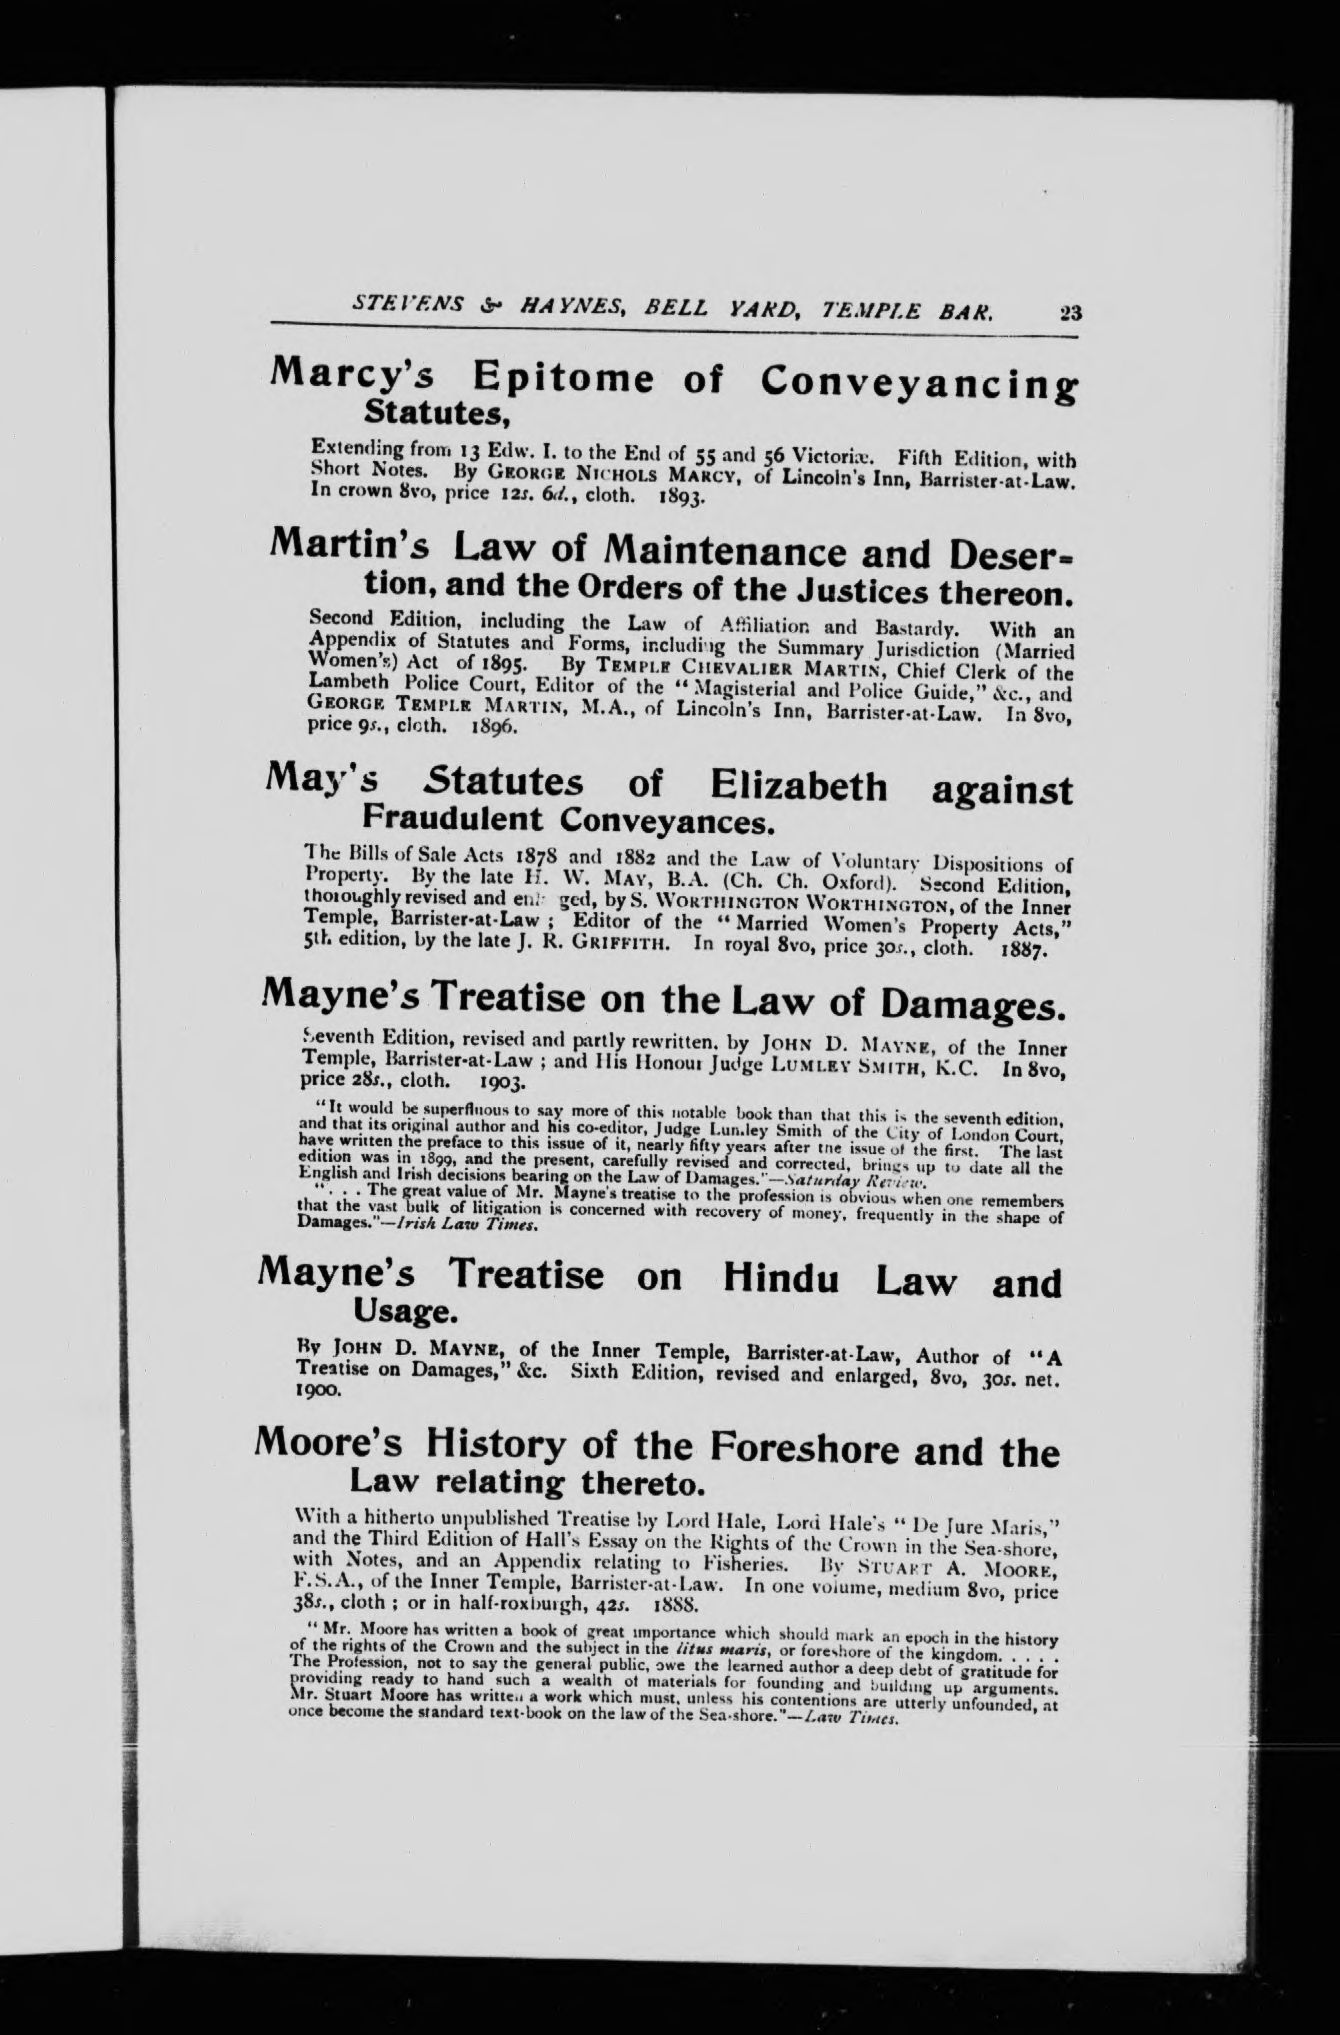 STEVENS & HAYNES, BELL YARD, TEMPLE BAR. 23
Marcy's Epitome of Conveyancing
Statutes,
Extending from 13 Edw. I. to the End of 55 and 56 Victoriæ. Fifth Edition, with
Short Notes. By GEORGE NICHOLS MARCY, of Lincoln's Inn, Barrister-at-Law.
In crown 8vo, price 12s. 6d., cloth. 1893.
Martin's Law of Maintenance and Deser=
tion, and the Orders of the Justices thereon.
Second Edition, including the Law of Affiliation and Bastardy. With an
Appendix of Statutes and Forms, including the Summary Jurisdiction (Married
Women's) Act of 1895. By TEMPLE CHEVALIER MARTIN, Chief Clerk of the
Lambeth Police Court, Editor of the "Magisterial and Police Guide," &c., and
GEORGE TEMPLE MARTIN, M.A., of Lincoln's Inn, Barrister-at-Law. In 8vo,
price 9s., cloth. 1896.
May's Statutes of Elizabeth against
Fraudulent Conveyances.
The Bills of Sale Acts 1878 and 1882 and the Law of Voluntary Dispositions of
Property. By the late H. W. MAY, B.A. (Ch. Ch. Oxford). Second Edition,
thoroughly revised and enlarged, by S. WORTHINGTON WORTHINGTON, of the Inner
Temple, Barrister-at-Law ; Editor of the "Married Women's Property Acts,"
5th edition, by the late J. R. GRIFFITH. In royal 8vo, price 30s., cloth. 1887.
Mayne's Treatise on the Law of Damages.
Seventh Edition, revised and partly rewritten. by JOHN D. MAYNE, of the Inner
Temple, Barrister-at-Law ; and His Honour Judge LUMLEY SMITH, K.C. In 8vo,
price 28s., cloth. 1903.
"It would be superfluous to say more of this notable book than that this is the seventh edition,
and that its original author and his co-editor, Judge Lumley Smith of the City of London Court,
have written the preface to this issue of it, nearly fifty years after the issue of the first. The last
edition was in 1899, and the present, carefully revised and corrected, brings up to date all the
English and Irish decisions bearing on the Law of Damages."—Saturday Review.
". . . The great value of Mr. Mayne's treatise to the profession is obvious when one remembers
that the vast bulk of litigation is concerned with recovery of money, frequently in the shape of
Damages."—Irish Law Times.
Mayne's Treatise on Hindu Law and
Usage.
By JOHN D. MAYNE, of the Inner Temple, Barrister-at-Law, Author of "A
Treatise on Damages," &c. Sixth Edition, revised and enlarged, 8vo, 30s. net.
1900.
Moore's History of the Foreshore and the
Law relating thereto.
With a hitherto unpublished Treatise by Lord Hale, Lord Hale's "De Jure Maris,"
and the Third Edition of Hall's Essay on the Rights of the Crown in the Sea-shore,
with Notes, and an Appendix relating to Fisheries. By STUART A. MOORE,
F.S.A., of the Inner Temple, Barrister-at-Law. In one volume, medium 8vo, price
38s., cloth ; or in half-roxburgh, 42s. 1888.
"Mr. Moore has written a book of great importance which should mark an epoch in the history
of the rights of the Crown and the subject in the litus maris, or foreshore of the kingdom. . . . .
The Profession, not to say the general public, owe the learned author a deep debt of gratitude for
providing ready to hand such a wealth of materials for founding and building up arguments.
Mr. Stuart Moore has written a work which must, unless his contentions are utterly unfounded, at
once become the standard text-book on the law of the Sea-shore."—Law Times.